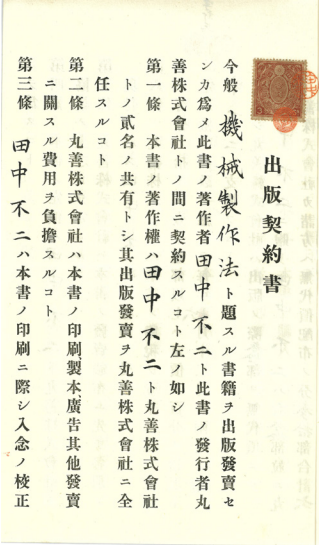 出版契約書
今般機械製作法ト題スル書籍ヲ出版發賣セ
ンカ爲メ此書ノ著作者田中不二ト此書ノ發行者丸
善株式會社トノ間ニ契約スルコト左ノ如シ
第一條 本書ノ著作權ハ田中不二ト丸善株式會社
トノ貳名ノ共有トシ其出版發賣ヲ丸善株式會社ニ全
任スルコト
第二條 丸善株式會社ハ本書ノ印刷、製本、廣告其他發賣
ニ關スル費用ヲ負擔スルコト
第三條 田中不二ハ本書ノ印刷ニ際シ入念ノ校正